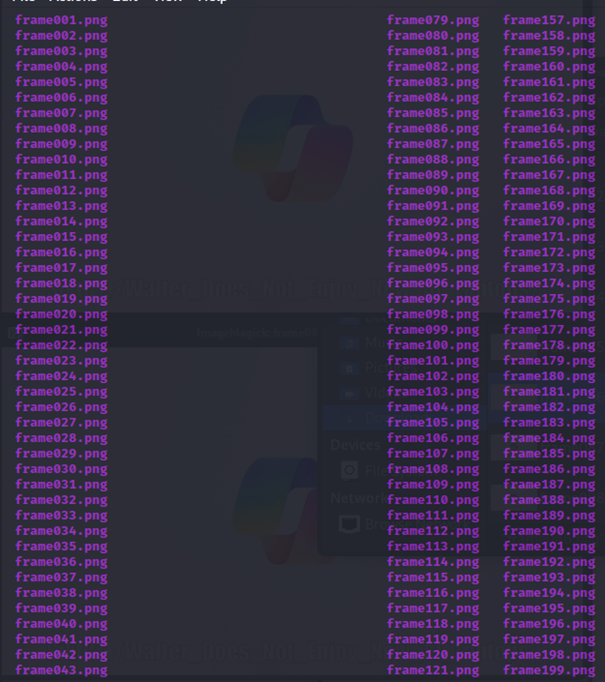 File Actions Edit View Help
frame001.png frame079.png frame157.png
frame002.png frame080.png frame158.png
frame003.png frame081.png frame159.png
frame004.png frame082.png frame160.png
frame005.png frame083.png frame161.png
frame006.png frame084.png frame162.png
frame007.png frame085.png frame163.png
frame008.png frame086.png frame164.png
frame009.png frame087.png frame165.png
frame010.png frame088.png frame166.png
frame011.png frame089.png frame167.png
frame012.png frame090.png frame168.png
frame013.png frame091.png frame169.png
frame014.png frame092.png frame170.png
frame015.png frame093.png frame171.png
frame016.png frame094.png frame172.png
frame017.png frame095.png frame173.png
frame018.png frame096.png frame174.png
frame019.png frame097.png frame175.png
frame020.png frame098.png frame176.png
frame021.png frame099.png frame177.png
frame022.png frame100.png frame178.png
frame023.png frame101.png frame179.png
frame024.png frame102.png frame180.png
frame025.png frame103.png frame181.png
frame026.png frame104.png frame182.png
frame027.png frame105.png frame183.png
frame028.png frame106.png frame184.png
Devices
frame029.png frame107.png frame185.png
frame030.png frame108.png frame186.png
frame031.png frame109.png frame187.png
Network
frame032.png frame110.png frame188.png
frame033.png frame111.png frame189.png
frame034.png frame112.png frame190.png
frame035.png frame113.png frame191.png
frame036.png frame114.png frame192.png
frame037.png frame115.png frame193.png
frame038.png frame116.png frame194.png
frame039.png frame117.png frame195.png
frame040.png frame118.png frame196.png
frame041.png frame119.png frame197.png
frame042.png frame120.png frame198.png
frame043.png frame121.png frame199.png